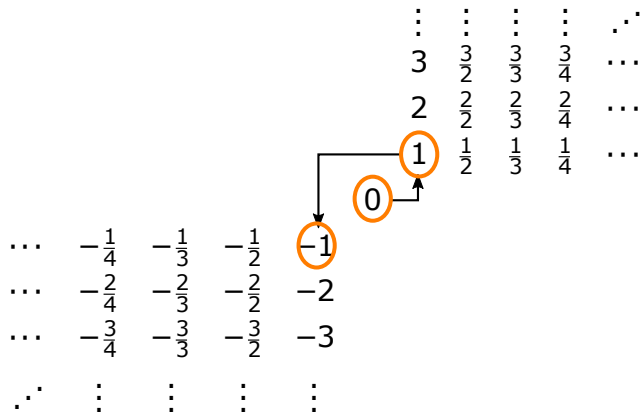 ⋮ ⋮ ⋮ ⋮ ⋰
3 3/2 3/3 3/4 ⋯
2 2/2 2/3 2/4 ⋯
1 1/2 1/3 1/4 ⋯
0
⋯ −1/4 −1/3 −1/2 −1
⋯ −2/4 −2/3 −2/2 −2
⋯ −3/4 −3/3 −3/2 −3
⋰ ⋮ ⋮ ⋮ ⋮